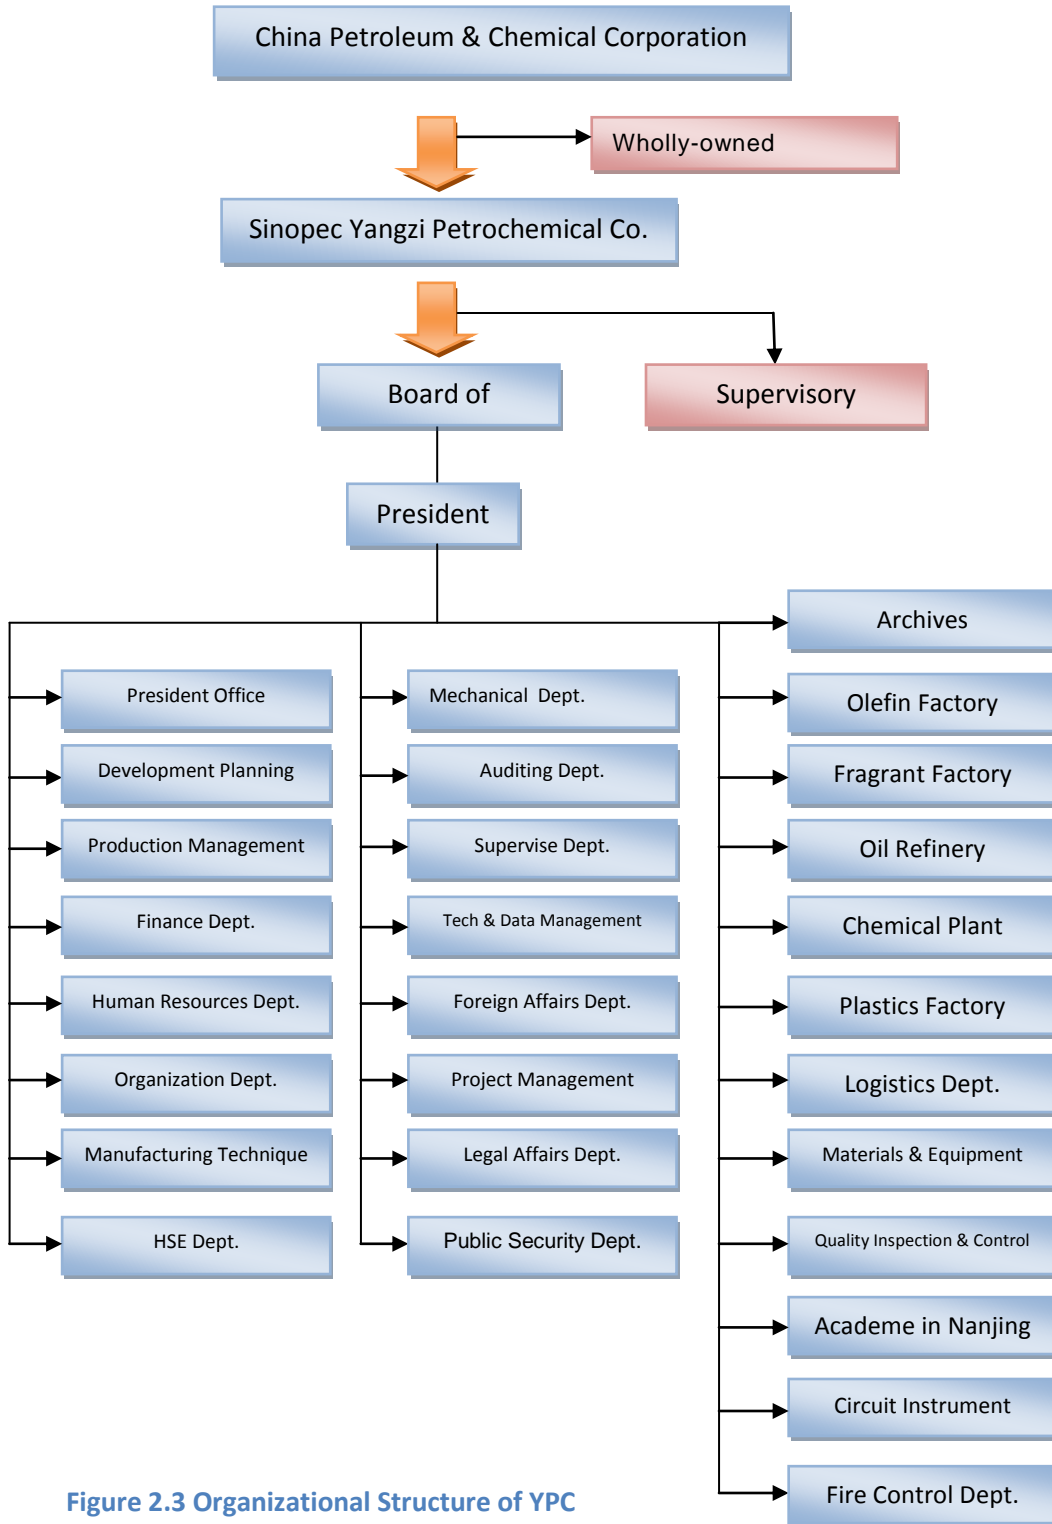 China Petroleum & Chemical Corporation
Wholly-owned
Sinopec Yangzi Petrochemical Co.
Board of
Supervisory
President
President Office
Development Planning
Production Management
Finance Dept.
Human Resources Dept.
Organization Dept.
Manufacturing Technique
HSE Dept.
Mechanical Dept.
Auditing Dept.
Supervise Dept.
Tech & Data Management
Foreign Affairs Dept.
Project Management
Legal Affairs Dept.
Public Security Dept.
Archives
Olefin Factory
Fragrant Factory
Oil Refinery
Chemical Plant
Plastics Factory
Logistics Dept.
Materials & Equipment
Quality Inspection & Control
Academe in Nanjing
Circuit Instrument
Fire Control Dept.
Figure 2.3 Organizational Structure of YPC